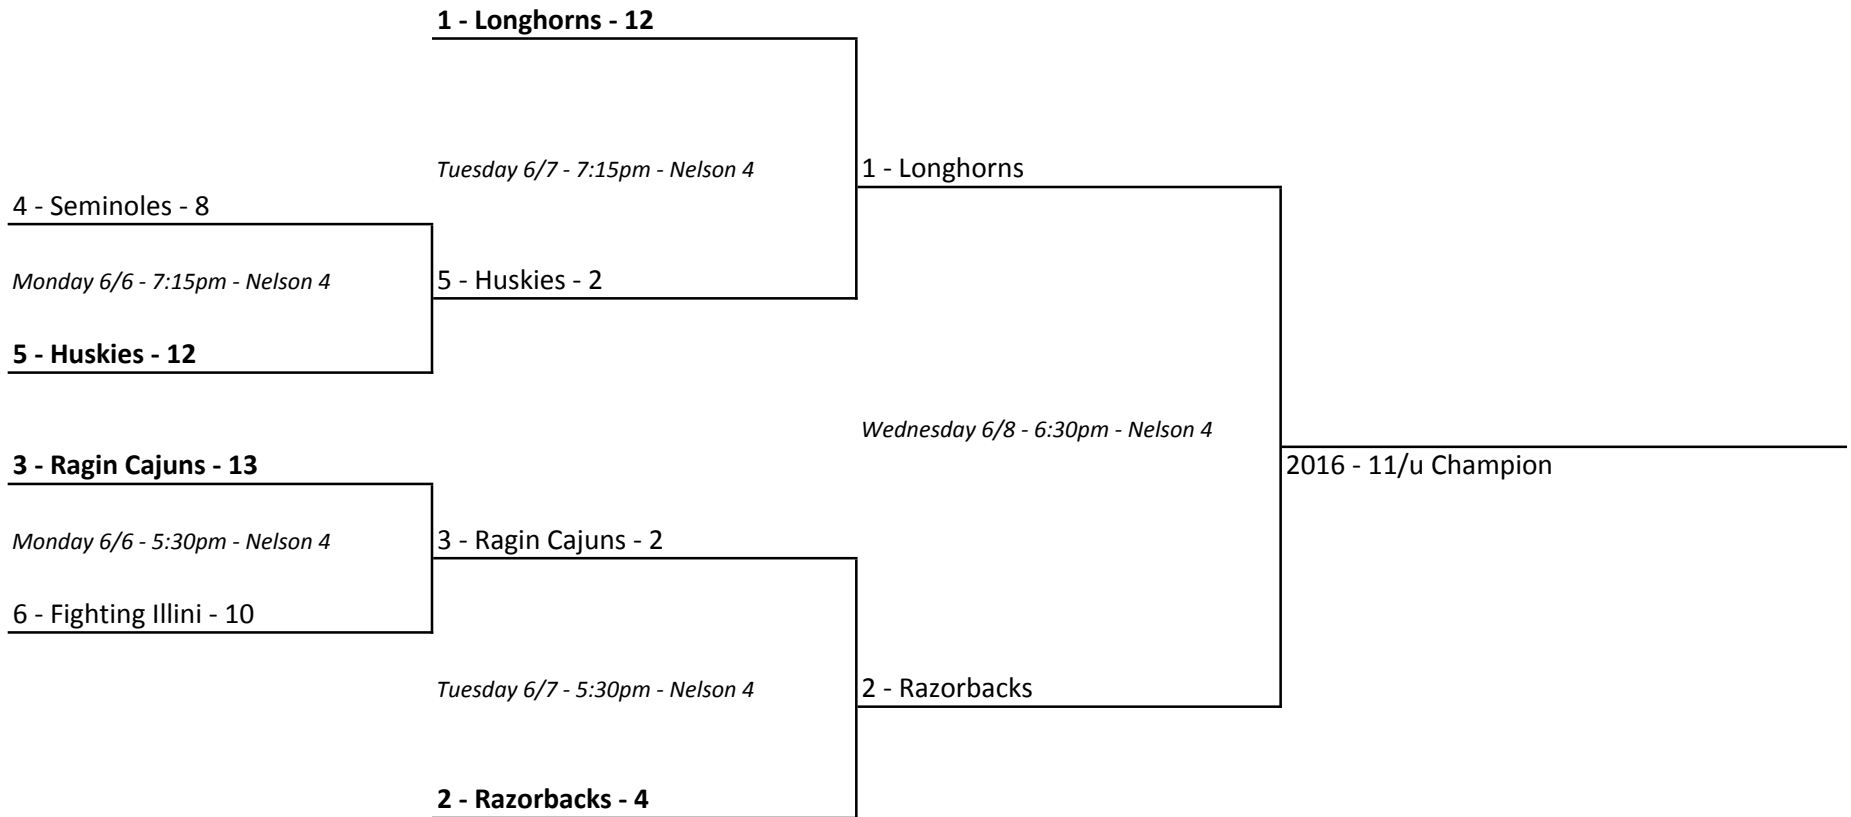 1 - Longhorns - 12
Tuesday 6/7 - 7:15pm - Nelson 4
1 - Longhorns
4 - Seminoles - 8
Monday 6/6 - 7:15pm - Nelson 4
5 - Huskies - 2
5 - Huskies - 12
Wednesday 6/8 - 6:30pm - Nelson 4
3 - Ragin Cajuns - 13
2016 - 11/u Champion
Monday 6/6 - 5:30pm - Nelson 4
3 - Ragin Cajuns - 2
6 - Fighting Illini - 10
Tuesday 6/7 - 5:30pm - Nelson 4
2 - Razorbacks
2 - Razorbacks - 4